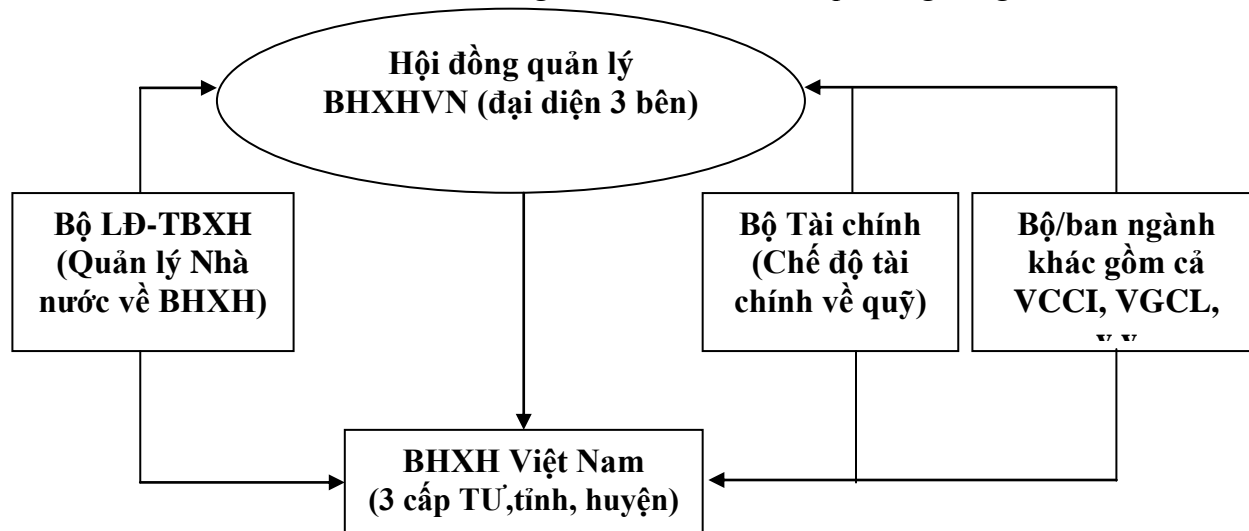 Hội đồng quản lý
BHXHVN (đại diện 3 bên)
Bộ LĐ-TBXH
(Quản lý Nhà
nước về BHXH)
Bộ Tài chính
(Chế độ tài
chính về quỹ)
Bộ/ban ngành
khác gồm cả
VCCI, VGCL,
BHXH Việt Nam
(3 cấp TƯ,tỉnh, huyện)